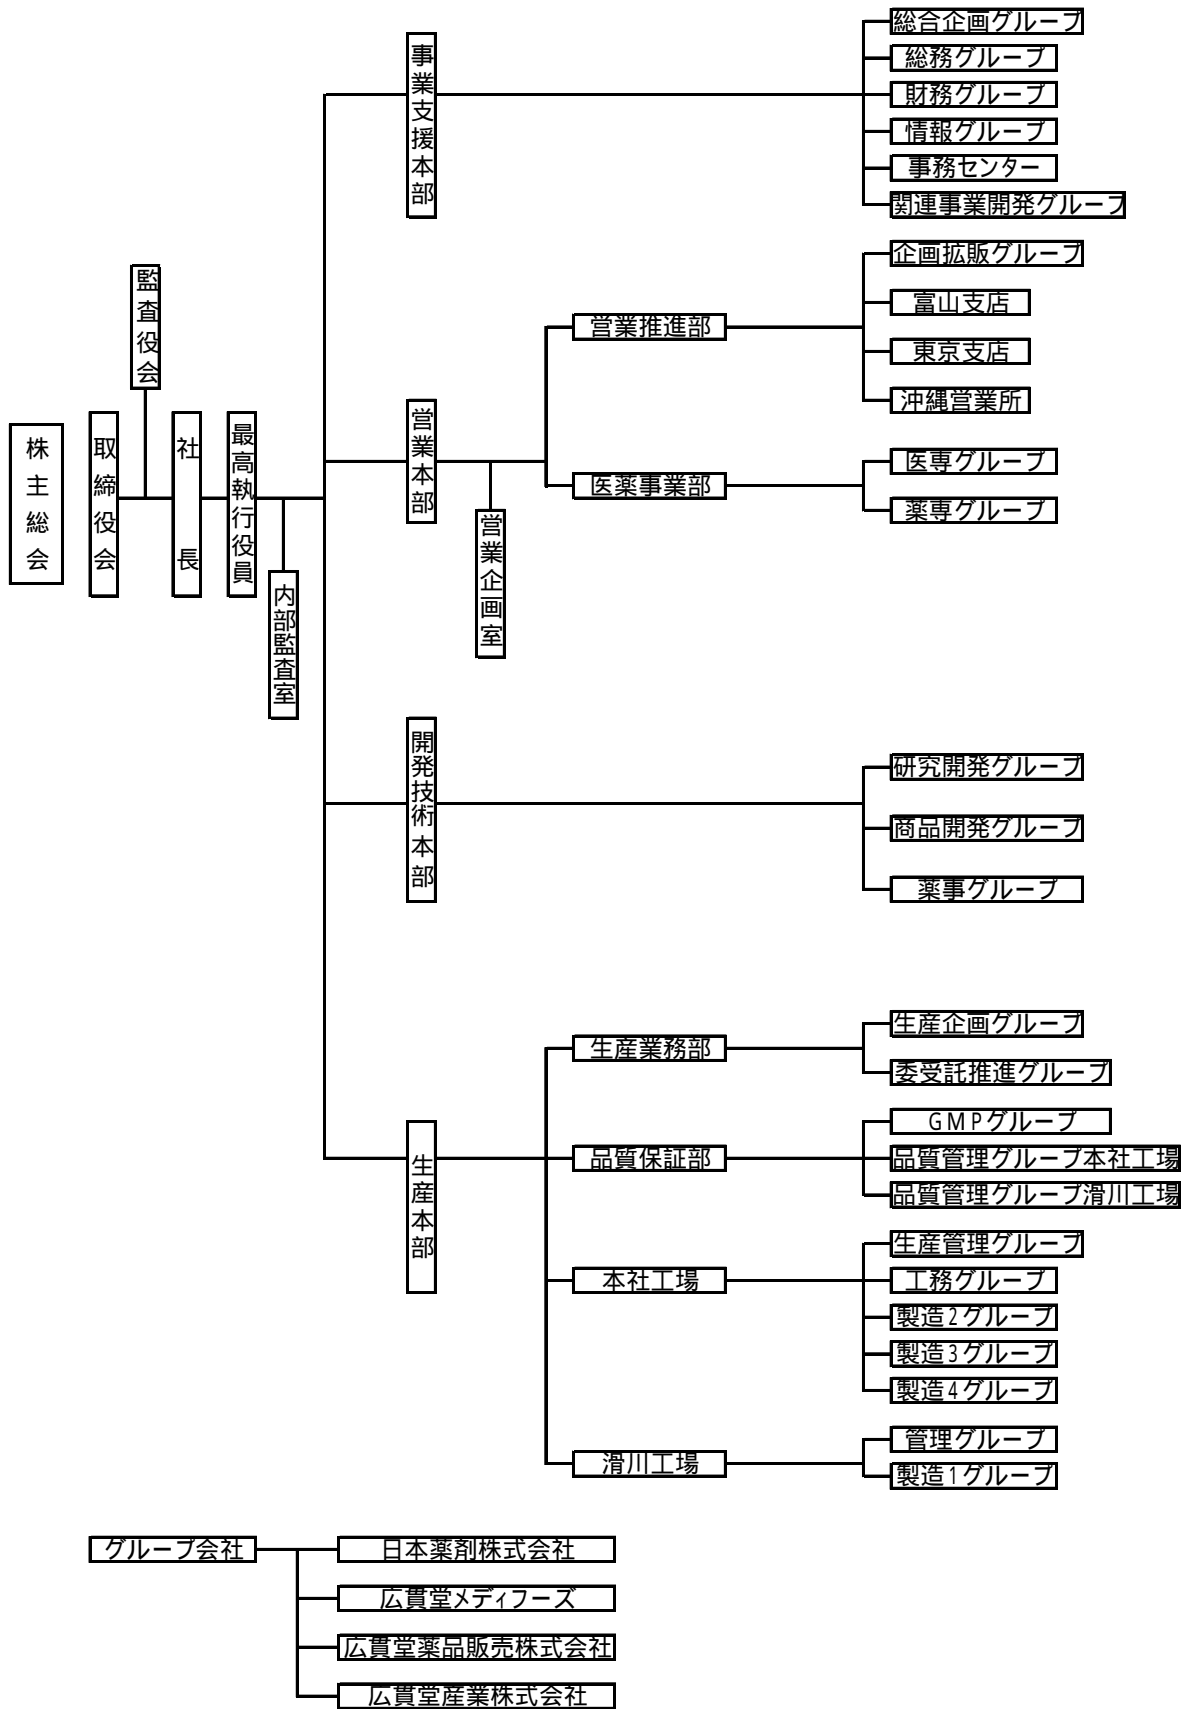 株主総会
取締役会
監査役会
社長
最高執行役員
内部監査室
事業支援本部
総合企画グループ
総務グループ
財務グループ
情報グループ
事務センター
関連事業開発グループ
営業本部
営業企画室
営業推進部
企画拡販グループ
富山支店
東京支店
沖縄営業所
医薬事業部
医専グループ
薬専グループ
開発技術本部
研究開発グループ
商品開発グループ
薬事グループ
生産本部
生産業務部
生産企画グループ
委受託推進グループ
品質保証部
GMPグループ
品質管理グループ本社工場
品質管理グループ滑川工場
本社工場
生産管理グループ
工務グループ
製造2グループ
製造3グループ
製造4グループ
滑川工場
管理グループ
製造1グループ
グループ会社
日本薬剤株式会社
広貫堂メディフーズ
広貫堂薬品販売株式会社
広貫堂産業株式会社